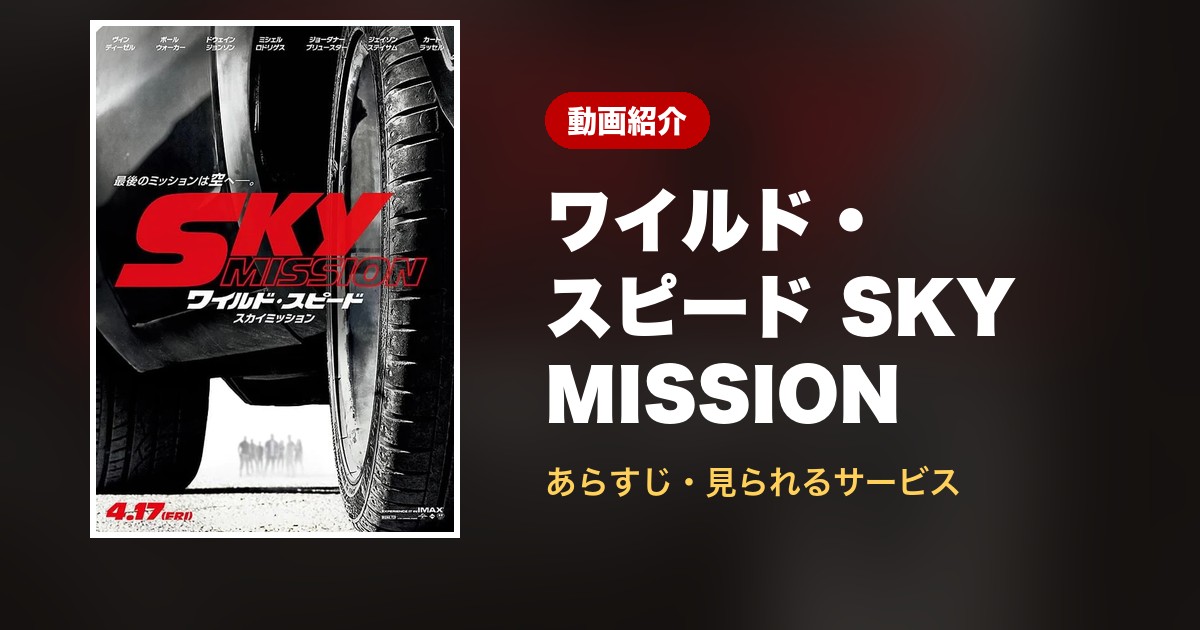 ヴィン ディーゼル
ポール ウォーカー
ドウェイン ジョンソン
ミシェル ロドリゲス
ジョーダナー ブリュースター
ジェイソン ステイサム
カート ラッセル
最後のミッションは空へ──。
SKY
MISSION
ワイルド・スピード
スカイミッション
4.17(FRI)
EXPERIENCE IT IN IMAX
動画紹介
ワイルド・
スピード SKY
MISSION
あらすじ・見られるサービス